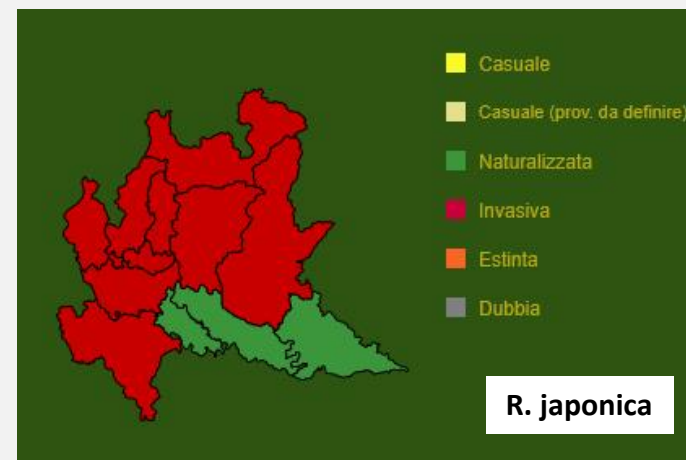 Casuale
Casuale (prov. da definire)
Naturalizzata
Invasiva
Estinta
Dubbia
R. japonica